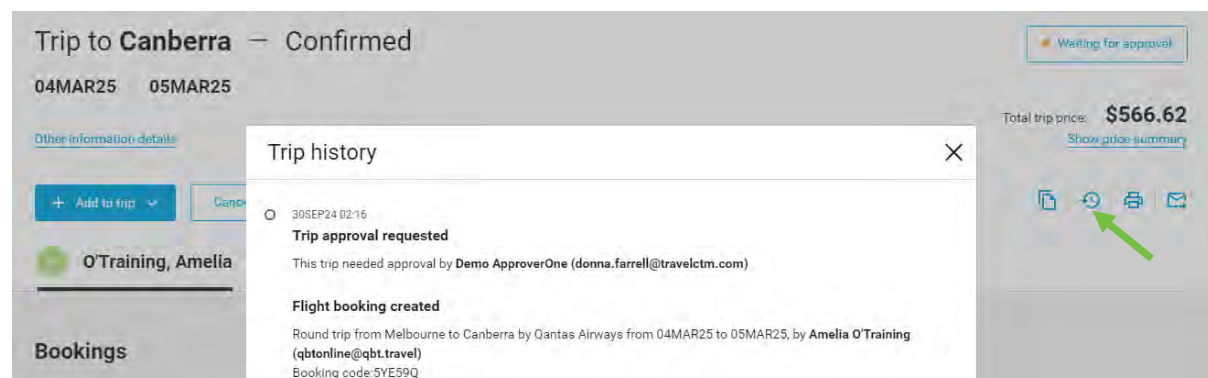 Trip to Canberra — Confirmed
Waiting for approval
04MAR25 05MAR25
Total trip price: $566.62
Other information details
Show price summary
Trip history
+ Add to trip
30SEP24 02:16
Trip approval requested
O'Training, Amelia
This trip needed approval by Demo ApproverOne (donna.farrell@travelctm.com)
Flight booking created
Round trip from Melbourne to Canberra by Qantas Airways from 04MAR25 to 05MAR25, by Amelia O'Training
(qbtonline@qbt.travel)
Bookings
Booking code:5YE59Q